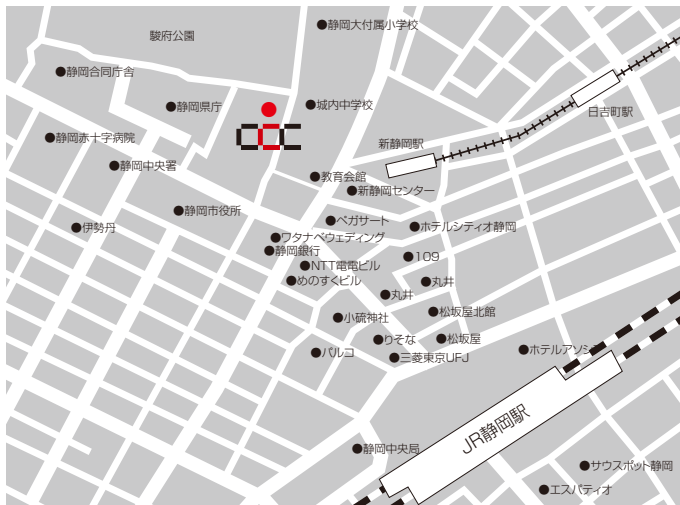 静岡大付属小学校
駿府公園
静岡合同庁舎
静岡県庁
城内中学校
日吉町駅
静岡赤十字病院
新静岡駅
静岡中央署
教育会館
新静岡センター
静岡市役所
ベガサート
ホテルシティオ静岡
伊勢丹
ワタナベウェディング
静岡銀行
109
NTT電電ビル
めのすくビル
丸井
丸井
松坂屋北館
小硫神社
りそな
松坂屋
パルコ
三菱東京UFJ
ホテルアソシア
JR静岡駅
静岡中央局
サウスポット静岡
エスパティオ